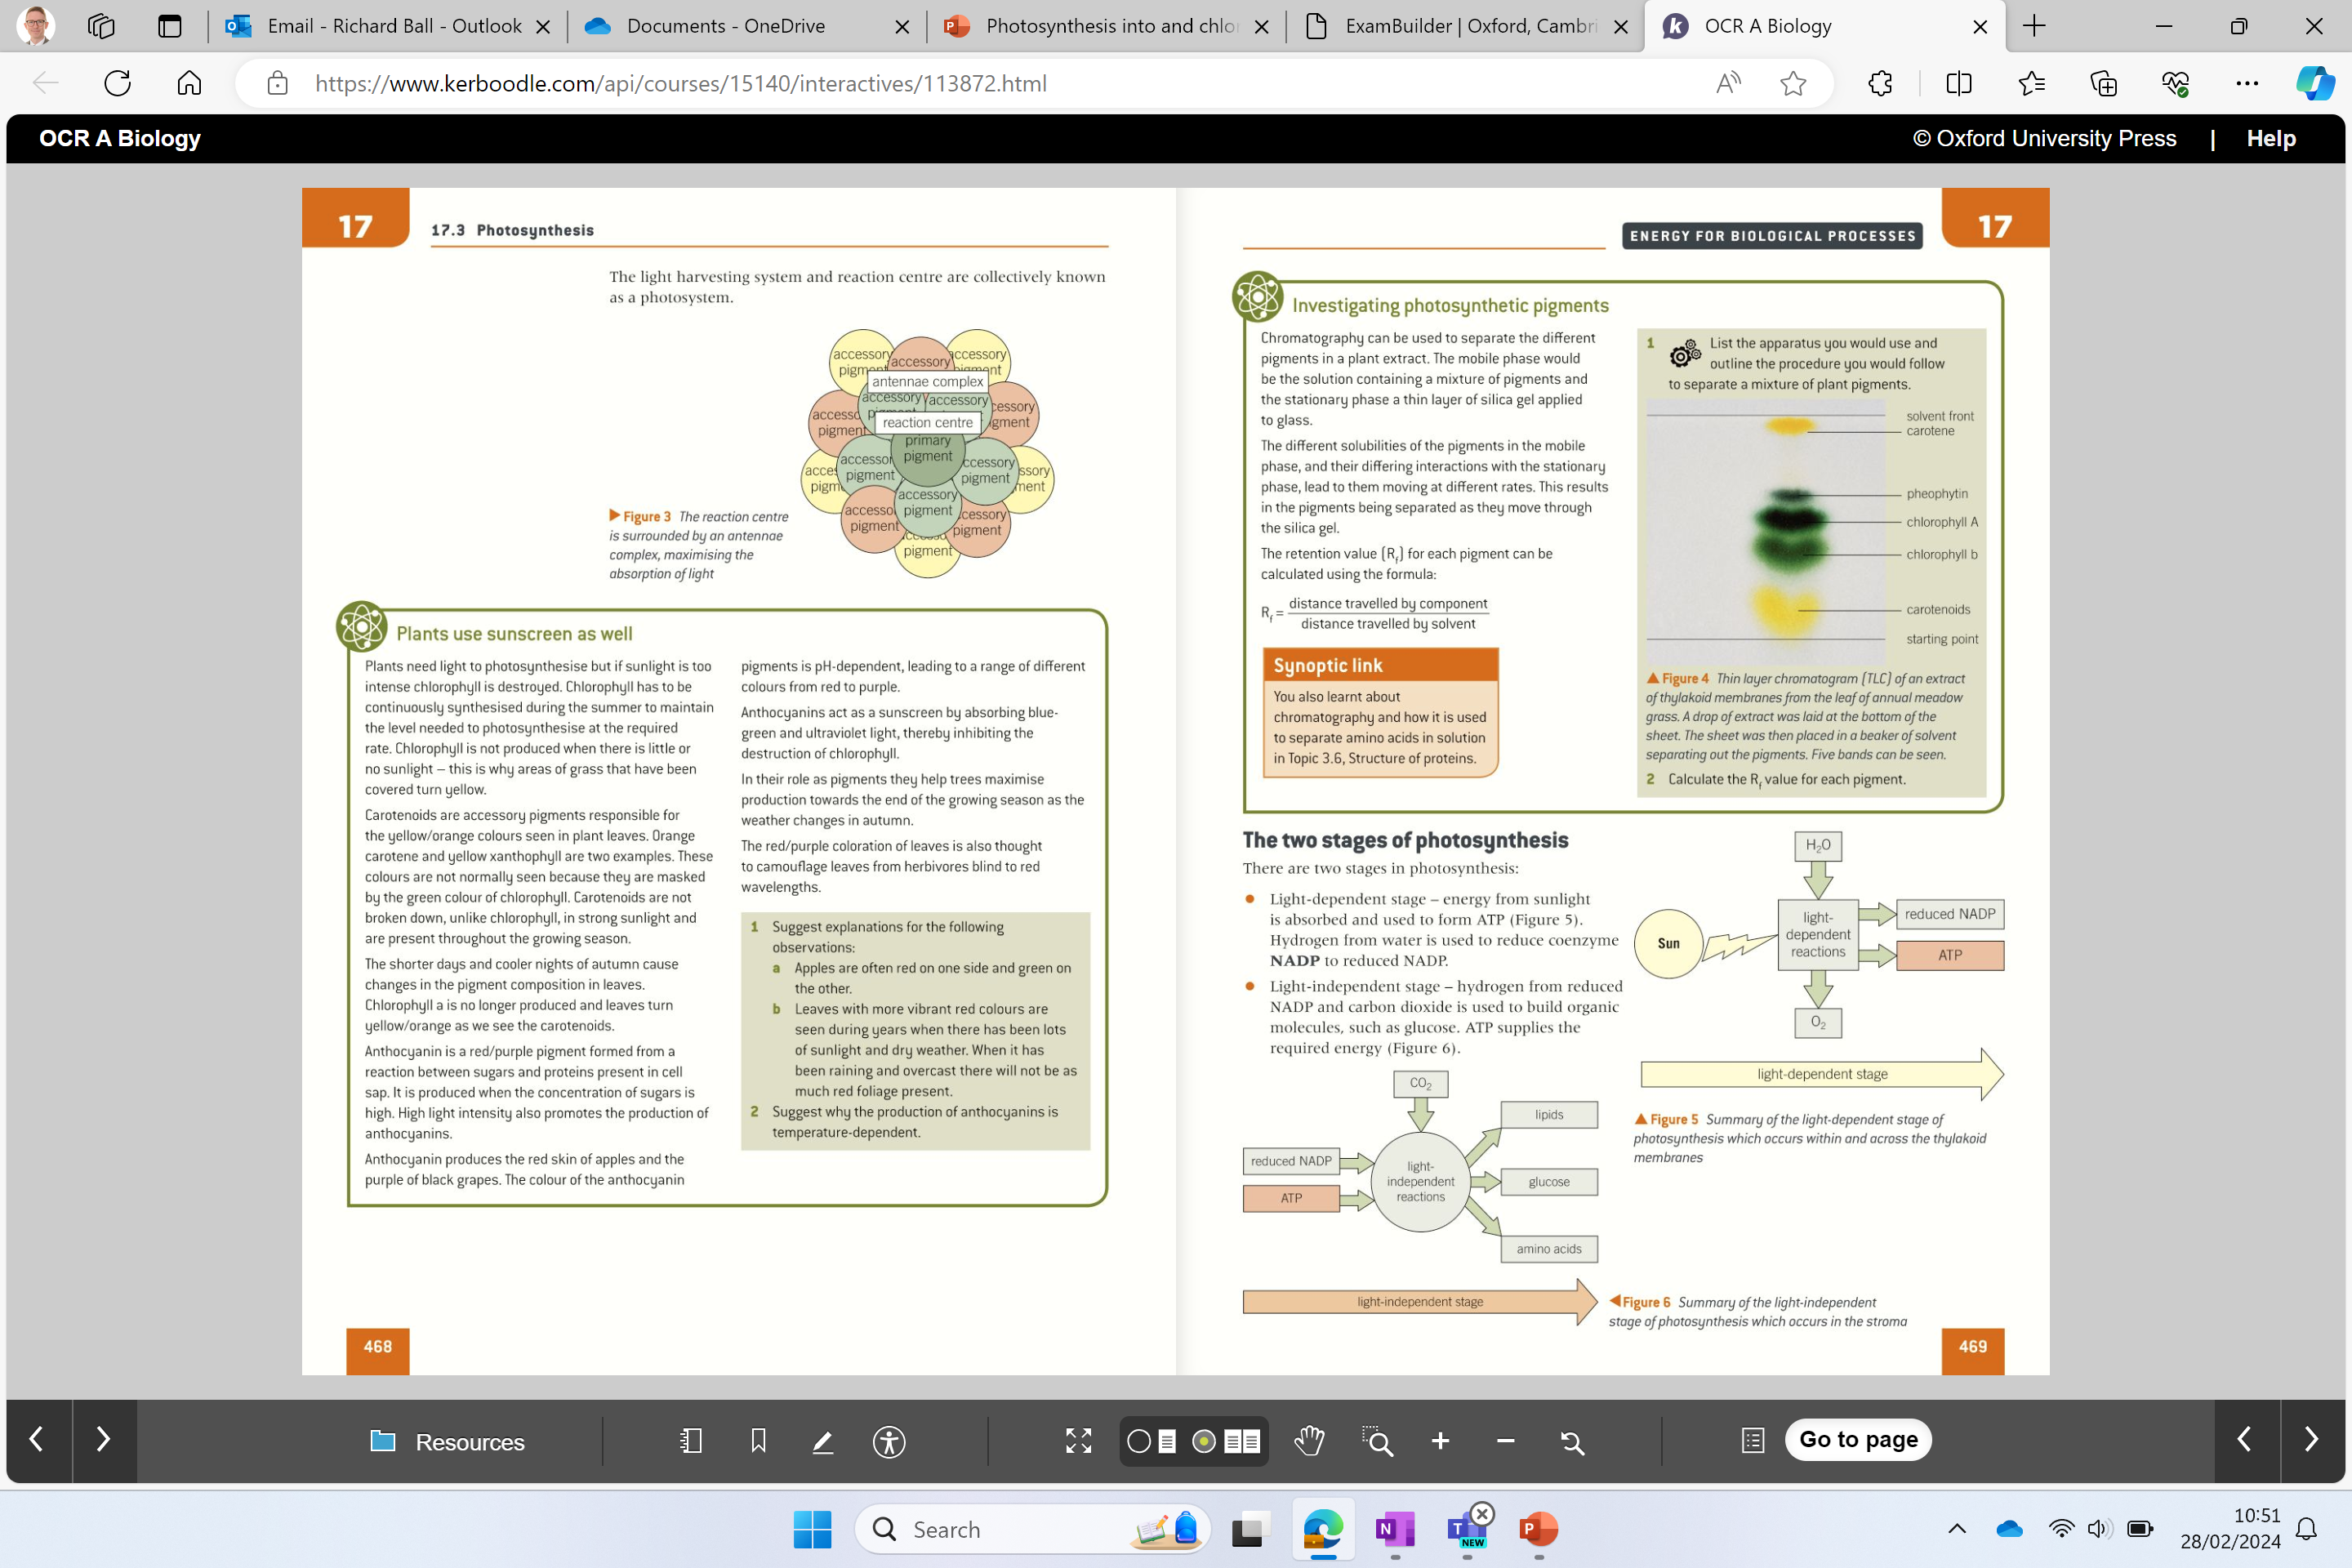 Email - Richard Ball - Outlook
Documents - OneDrive
Photosynthesis into and chlor
ExamBuilder | Oxford, Cambri
OCR A Biology
https://www.kerboodle.com/api/courses/15140/interactives/113872.html
OCR A Biology
© Oxford University Press | Help
17
17.3 Photosynthesis
The light harvesting system and reaction centre are collectively known
as a photosystem.
accessory
accessory
accessory
antennae complex
accessory
accessory
reaction centre
pigment
primary
pigment
accessory
pigment
pigment
accessory
pigment
pigment
pigment
pigment
▶ Figure 3 The reaction centre
is surrounded by an antennae
complex, maximising the
absorption of light
Plants use sunscreen as well
Plants need light to photosynthesise but if sunlight is too
intense chlorophyll is destroyed. Chlorophyll has to be
continuously synthesised during the summer to maintain
the level needed to photosynthesise at the required
rate. Chlorophyll is not produced when there is little or
no sunlight – this is why areas of grass that have been
covered turn yellow.
Carotenoids are accessory pigments responsible for
the yellow/orange colours seen in plant leaves. Orange
carotene and yellow xanthophyll are two examples. These
colours are not normally seen because they are masked
by the green colour of chlorophyll. Carotenoids are not
broken down, unlike chlorophyll, in strong sunlight and
are present throughout the growing season.
The shorter days and cooler nights of autumn cause
changes in the pigment composition in leaves.
Chlorophyll a is no longer produced and leaves turn
yellow/orange as we see the carotenoids.
Anthocyanin is a red/purple pigment formed from a
reaction between sugars and proteins present in cell
sap. It is produced when the concentration of sugars is
high. High light intensity also promotes the production of
anthocyanins.
Anthocyanin produces the red skin of apples and the
purple of black grapes. The colour of the anthocyanin
pigments is pH-dependent, leading to a range of different
colours from red to purple.
Anthocyanins act as a sunscreen by absorbing blue-
green and ultraviolet light, thereby inhibiting the
destruction of chlorophyll.
In their role as pigments they help trees maximise
production towards the end of the growing season as the
weather changes in autumn.
The red/purple coloration of leaves is also thought
to camouflage leaves from herbivores blind to red
wavelengths.
1 Suggest explanations for the following
observations:
a Apples are often red on one side and green on
the other.
b Leaves with more vibrant red colours are
seen during years when there has been lots
of sunlight and dry weather. When it has
been raining and overcast there will not be as
much red foliage present.
2 Suggest why the production of anthocyanins is
temperature-dependent.
468
ENERGY FOR BIOLOGICAL PROCESSES
17
Investigating photosynthetic pigments
Chromatography can be used to separate the different
pigments in a plant extract. The mobile phase would
be the solution containing a mixture of pigments and
the stationary phase a thin layer of silica gel applied
to glass.
The different solubilities of the pigments in the mobile
phase, and their differing interactions with the stationary
phase, lead to them moving at different rates. This results
in the pigments being separated as they move through
the silica gel.
The retention value (Rf) for each pigment can be
calculated using the formula:
Rf = distance travelled by component
distance travelled by solvent
Synoptic link
You also learnt about
chromatography and how it is used
to separate amino acids in solution
in Topic 3.6, Structure of proteins.
1 List the apparatus you would use and
outline the procedure you would follow
to separate a mixture of plant pigments.
solvent front
carotene
pheophytin
chlorophyll A
chlorophyll b
carotenoids
starting point
▲ Figure 4 Thin layer chromatogram (TLC) of an extract
of thylakoid membranes from the leaf of annual meadow
grass. A drop of extract was laid at the bottom of the
sheet. The sheet was then placed in a beaker of solvent
separating out the pigments. Five bands can be seen.
2 Calculate the Rf value for each pigment.
The two stages of photosynthesis
There are two stages in photosynthesis:
• Light-dependent stage – energy from sunlight
is absorbed and used to form ATP (Figure 5).
Hydrogen from water is used to reduce coenzyme
NADP to reduced NADP.
• Light-independent stage – hydrogen from reduced
NADP and carbon dioxide is used to build organic
molecules, such as glucose. ATP supplies the
required energy (Figure 6).
H₂O
Sun
light-
dependent
reactions
reduced NADP
ATP
O₂
light-dependent stage
▲ Figure 5 Summary of the light-dependent stage of
photosynthesis which occurs within and across the thylakoid
membranes
CO₂
reduced NADP
ATP
light-
independent
reactions
lipids
glucose
amino acids
light-independent stage
◀ Figure 6 Summary of the light-independent
stage of photosynthesis which occurs in the stroma
469
Resources
Go to page
Search
NEW
10:51
28/02/2024